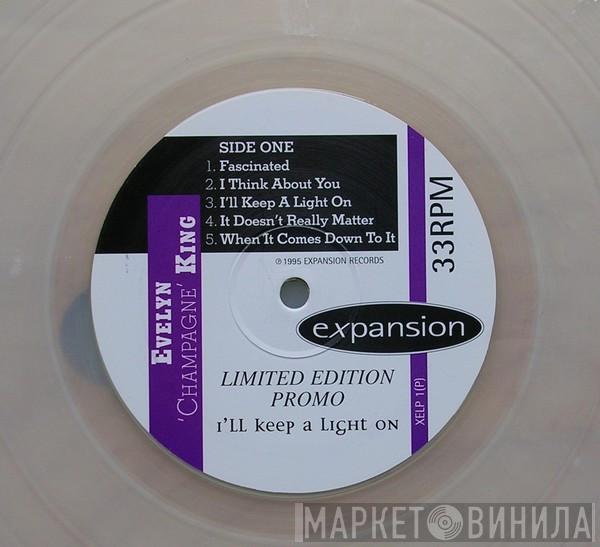 SIDE ONE
1. Fascinated
2. I Think About You
3. I'll Keep A Light On
4. It Doesn't Really Matter
5. When It Comes Down To It
℗ 1995 EXPANSION RECORDS
EVELYN
'CHAMPAGNE' KING
33RPM
expansion
LIMITED EDITION
PROMO
I'LL keep a LIGHT ON
XELP 1(P)
МАРКЕТ ВИНИЛА